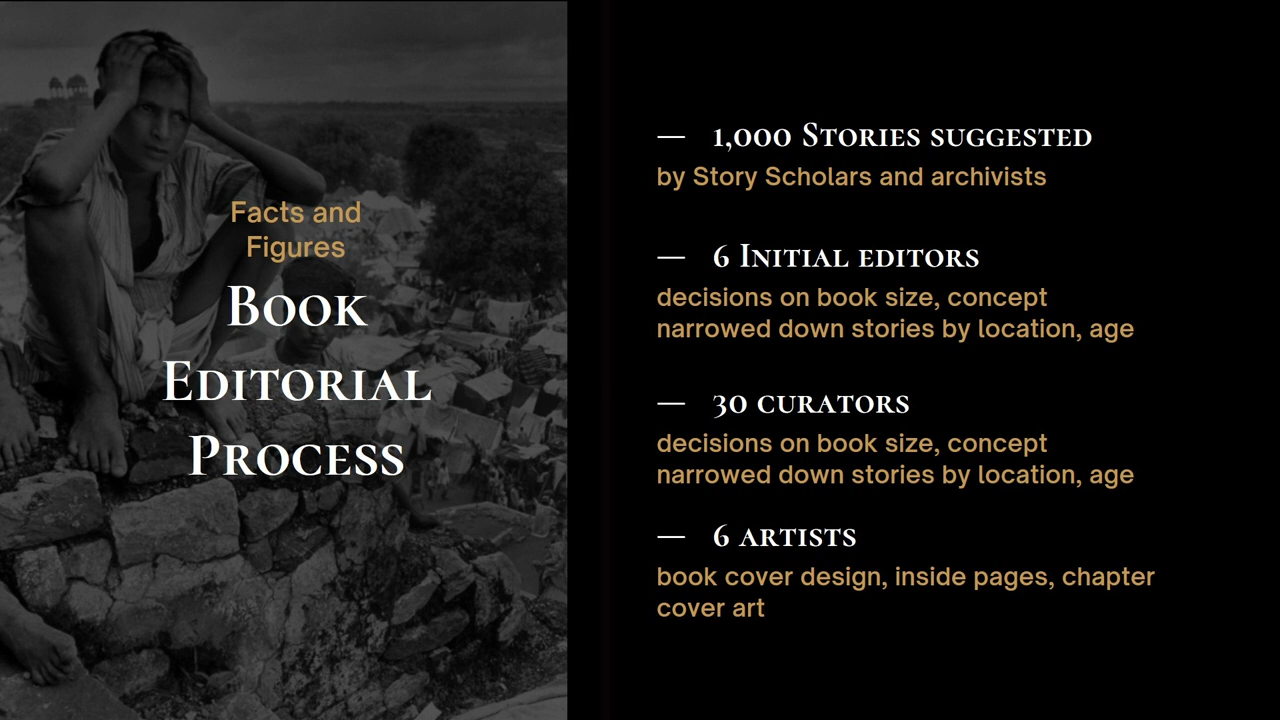 Facts and
Figures
Book
Editorial
Process
— 1,000 Stories suggested
by Story Scholars and archivists
— 6 Initial editors
decisions on book size, concept
narrowed down stories by location, age
— 30 curators
decisions on book size, concept
narrowed down stories by location, age
— 6 artists
book cover design, inside pages, chapter
cover art